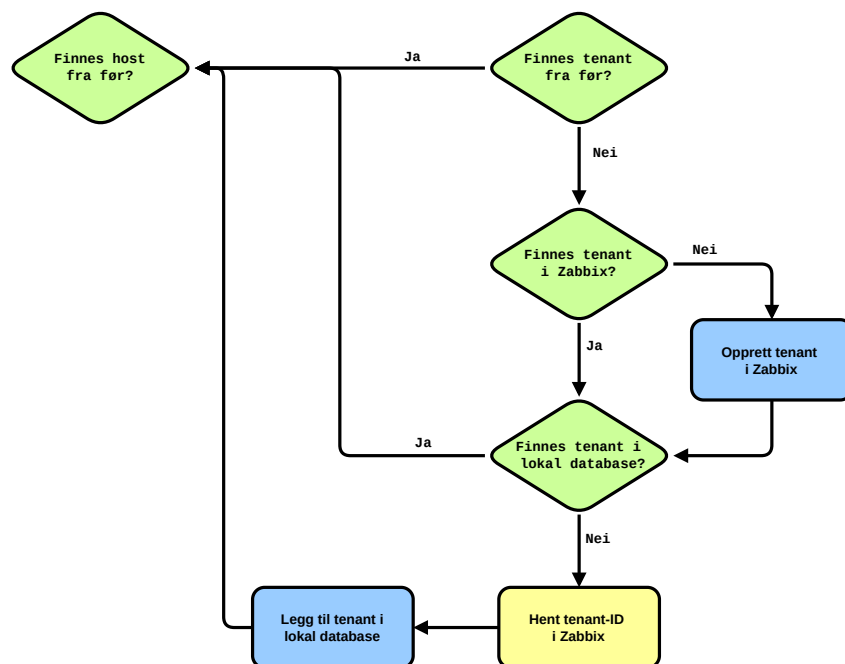 Finnes host
fra før?
Ja
Finnes tenant
fra før?
Nei
Finnes tenant
i Zabbix?
Nei
Opprett tenant
i Zabbix
Ja
Finnes tenant i
lokal database?
Ja
Nei
Legg til tenant i
lokal database
Hent tenant-ID
i Zabbix